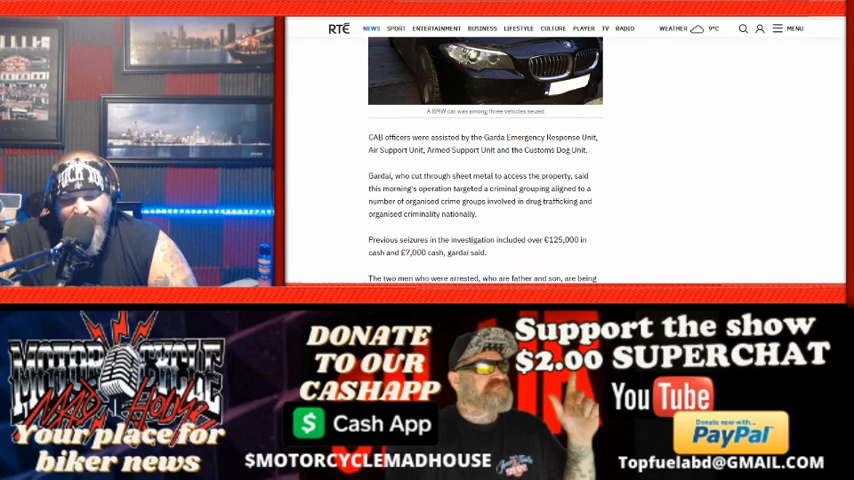 RTÉ NEWS SPORT ENTERTAINMENT BUSINESS LIFESTYLE CULTURE PLAYER TV RADIO WEATHER 9°C MENU
A BMW car was among three vehicles seized
CAB officers were assisted by the Garda Emergency Response Unit,
Air Support Unit, Armed Support Unit and the Customs Dog Unit.
Gardaí, who cut through sheet metal to access the property, said
this morning's operation targeted a criminal grouping aligned to a
number of organised crime groups involved in drug trafficking and
organised criminality nationally.
Previous seizures in the investigation included over €125,000 in
cash and £7,000 cash, gardaí said.
The two men who were arrested, who are father and son, are being
MOTORCYCLE
MAD HOUSE
Your place for
biker news
DONATE
TO OUR
CASHAPP
$ Cash App
$MOTORCYCLEMADHOUSE
Support the show
$2.00 SUPERCHAT
YouTube
Donate now with...
PayPal
Topfuelabd@GMAIL.COM